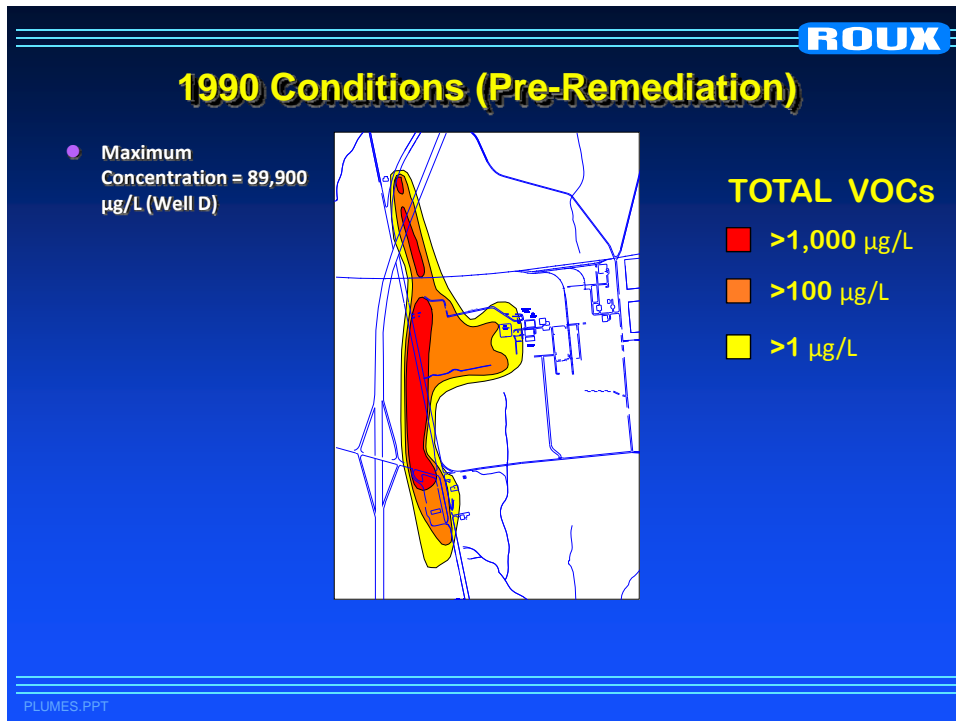 ROUX
1990 Conditions (Pre-Remediation)
Maximum
Concentration = 89,900
µg/L (Well D)
TOTAL VOCs
>1,000 µg/L
>100 µg/L
>1 µg/L
PLUMES.PPT